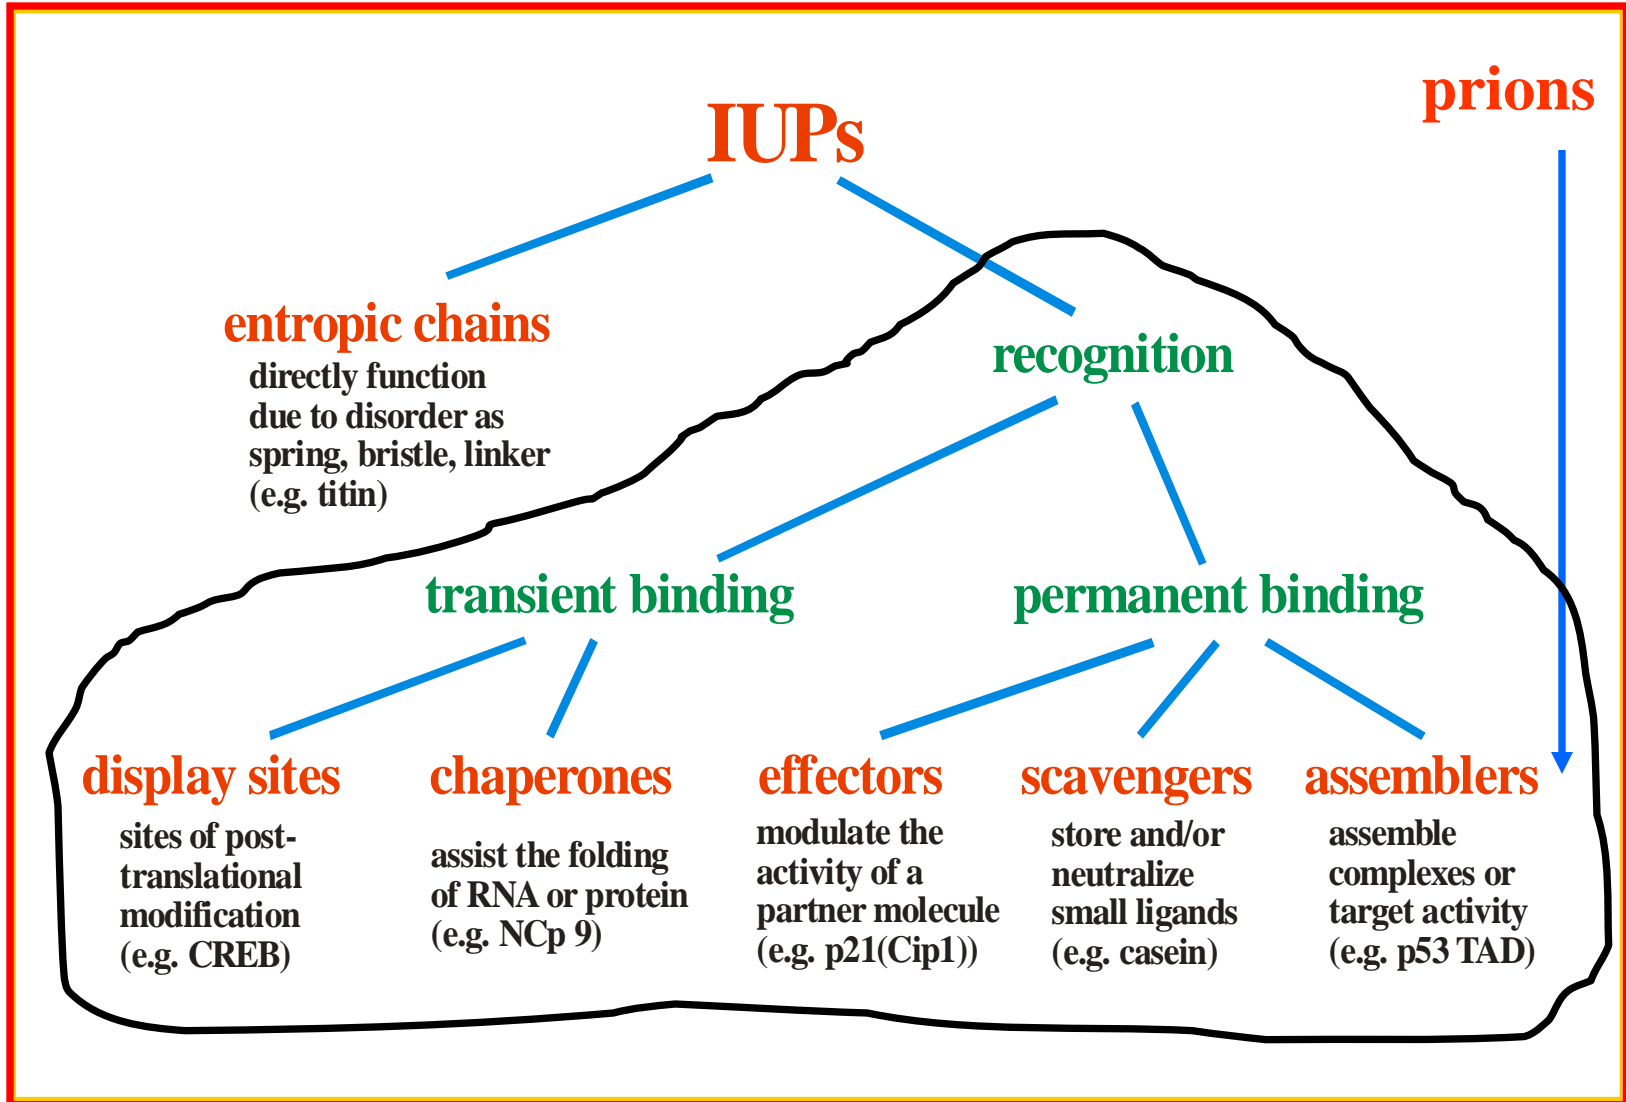 prions
IUPs
entropic chains
directly function
due to disorder as
spring, bristle, linker
(e.g. titin)
recognition
transient binding
permanent binding
display sites
sites of post-
translational
modification
(e.g. CREB)
chaperones
assist the folding
of RNA or protein
(e.g. NCp 9)
effectors
modulate the
activity of a
partner molecule
(e.g. p21(Cip1))
scavengers
store and/or
neutralize
small ligands
(e.g. casein)
assemblers
assemble
complexes or
target activity
(e.g. p53 TAD)